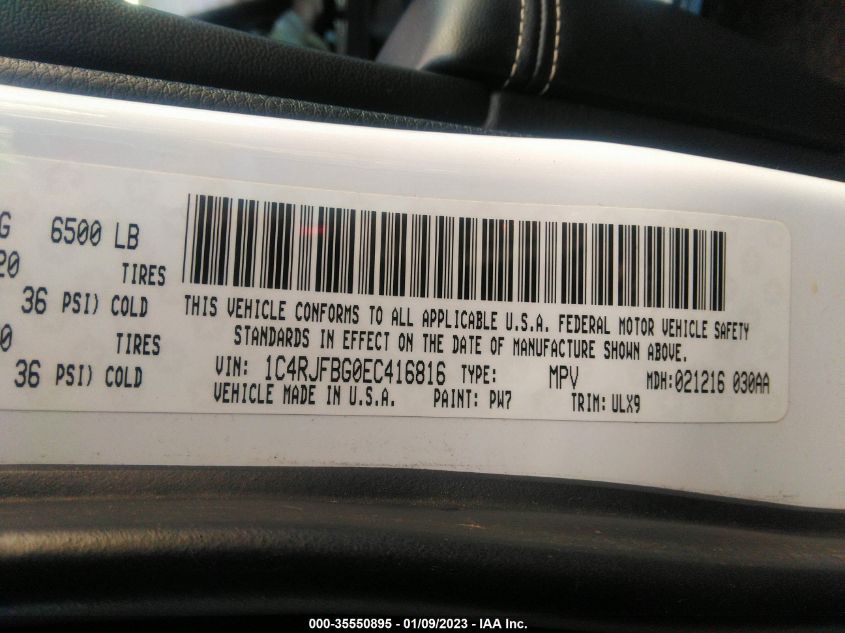 G 6500 LB
20 TIRES
36 PSI) COLD
0 TIRES
36 PSI) COLD
THIS VEHICLE CONFORMS TO ALL APPLICABLE U.S.A. FEDERAL MOTOR VEHICLE SAFETY
STANDARDS IN EFFECT ON THE DATE OF MANUFACTURE SHOWN ABOVE.
VIN: 1C4RJFBG0EC416816 TYPE: MPV MDH:021216 030AA
VEHICLE MADE IN U.S.A. PAINT: PW7 TRIM: ULX9
000-35550895 - 01/09/2023 - IAA Inc.